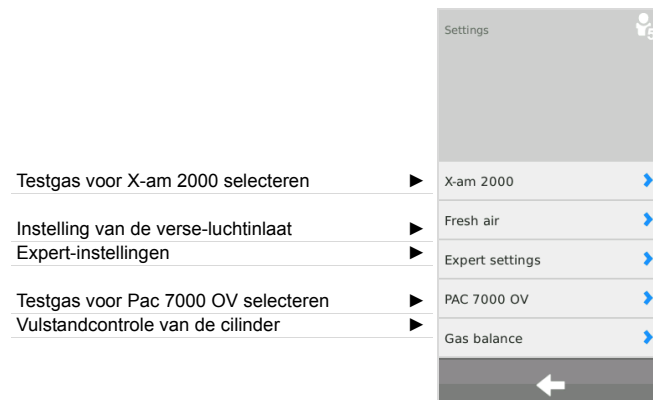 Settings
5
Testgas voor X-am 2000 selecteren ► X-am 2000
Instelling van de verse-luchtinlaat ► Fresh air
Expert-instellingen ► Expert settings
Testgas voor Pac 7000 OV selecteren ► PAC 7000 OV
Vulstandcontrole van de cilinder ► Gas balance